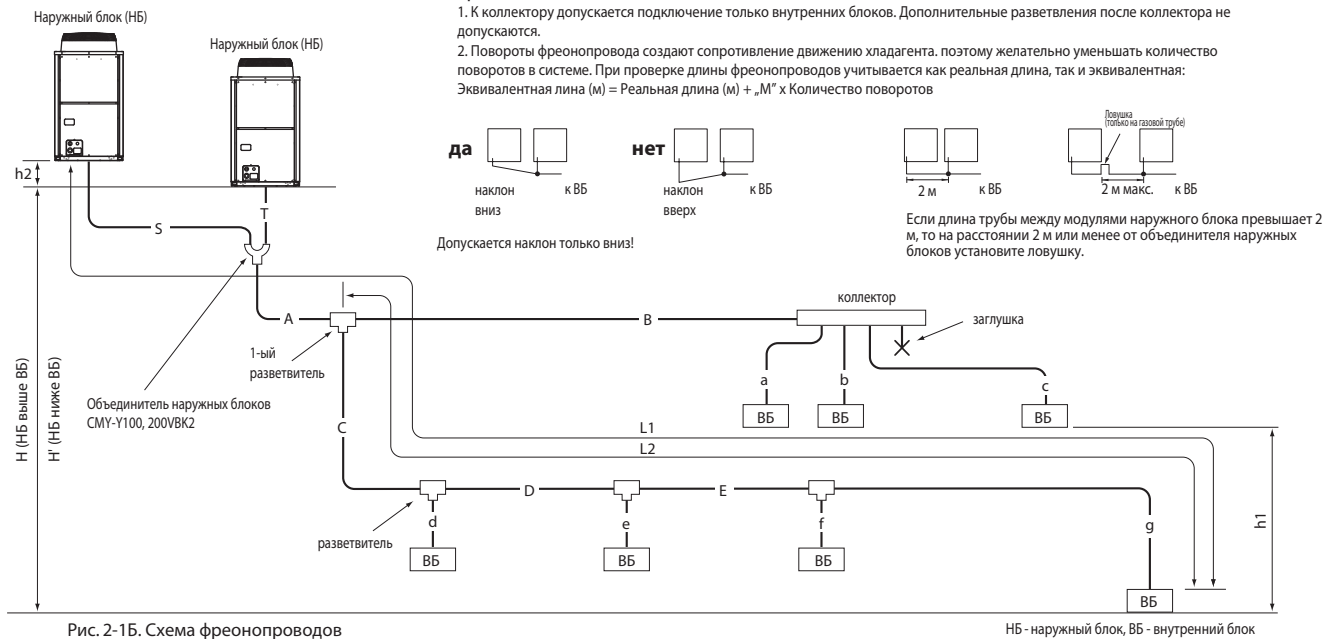 1. К коллектору допускается подключение только внутренних блоков. Дополнительные разветвления после коллектора не
допускаются.
2. Повороты фреонопровода создают сопротивление движению хладагента. поэтому желательно уменьшать количество
поворотов в системе. При проверке длины фреонопроводов учитывается как реальная длина, так и эквивалентная:
Эквивалентная лина (м) = Реальная длина (м) + „M" x Количество поворотов
Наружный блок (НБ)
Наружный блок (НБ)
h2
да
наклон
вниз
к ВБ
нет
наклон
вверх
к ВБ
Допускается наклон только вниз!
2 м
к ВБ
Ловушка
(только на газовой трубе)
2 м макс.
к ВБ
Если длина трубы между модулями наружного блока превышает 2
м, то на расстоянии 2 м или менее от объединителя наружных
блоков установите ловушку.
S
T
A
B
коллектор
заглушка
1-ый
разветвитель
Объединитель наружных блоков
CMY-Y100, 200VBK2
a
b
c
ВБ
ВБ
ВБ
H (НБ выше ВБ)
H' (НБ ниже ВБ)
C
L1
L2
D
E
d
e
f
g
h1
разветвитель
ВБ
ВБ
ВБ
ВБ
Рис. 2-1Б. Схема фреонопроводов
НБ - наружный блок, ВБ - внутренний блок